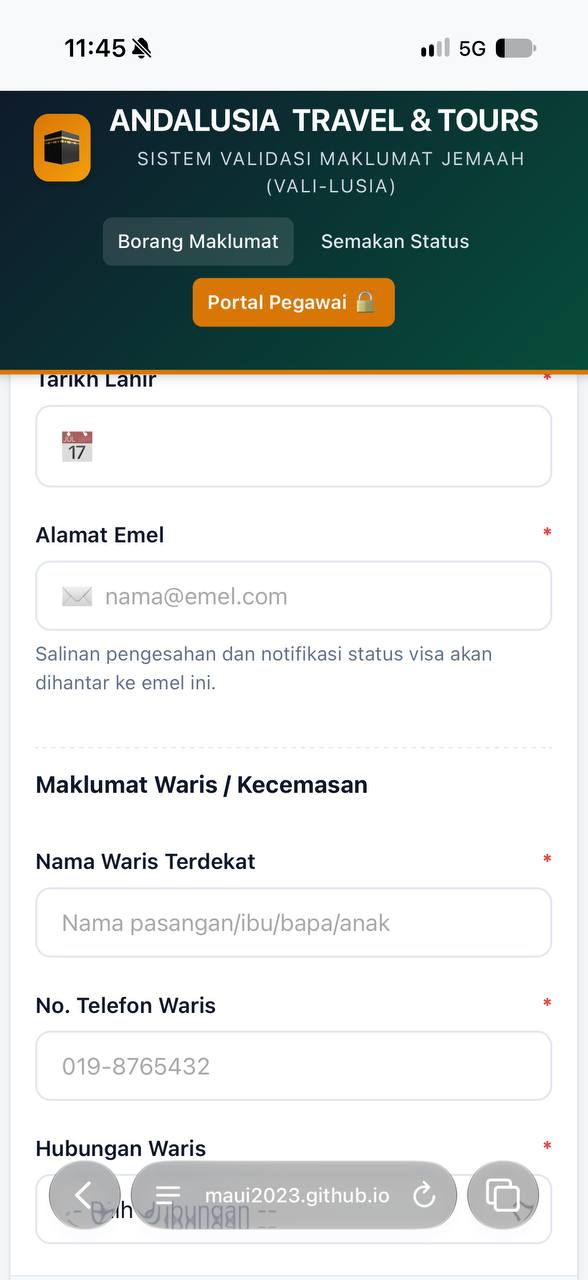 11:45
5G
ANDALUSIA TRAVEL & TOURS
SISTEM VALIDASI MAKLUMAT JEMAAH
(VALI-LUSIA)
Borang Maklumat
Semakan Status
Portal Pegawai
Tarikh Lahir *
JUL
17
Alamat Emel *
nama@emel.com
Salinan pengesahan dan notifikasi status visa akan
dihantar ke emel ini.
Maklumat Waris / Kecemasan
Nama Waris Terdekat *
Nama pasangan/ibu/bapa/anak
No. Telefon Waris *
019-8765432
Hubungan Waris *
maui2023.github.io